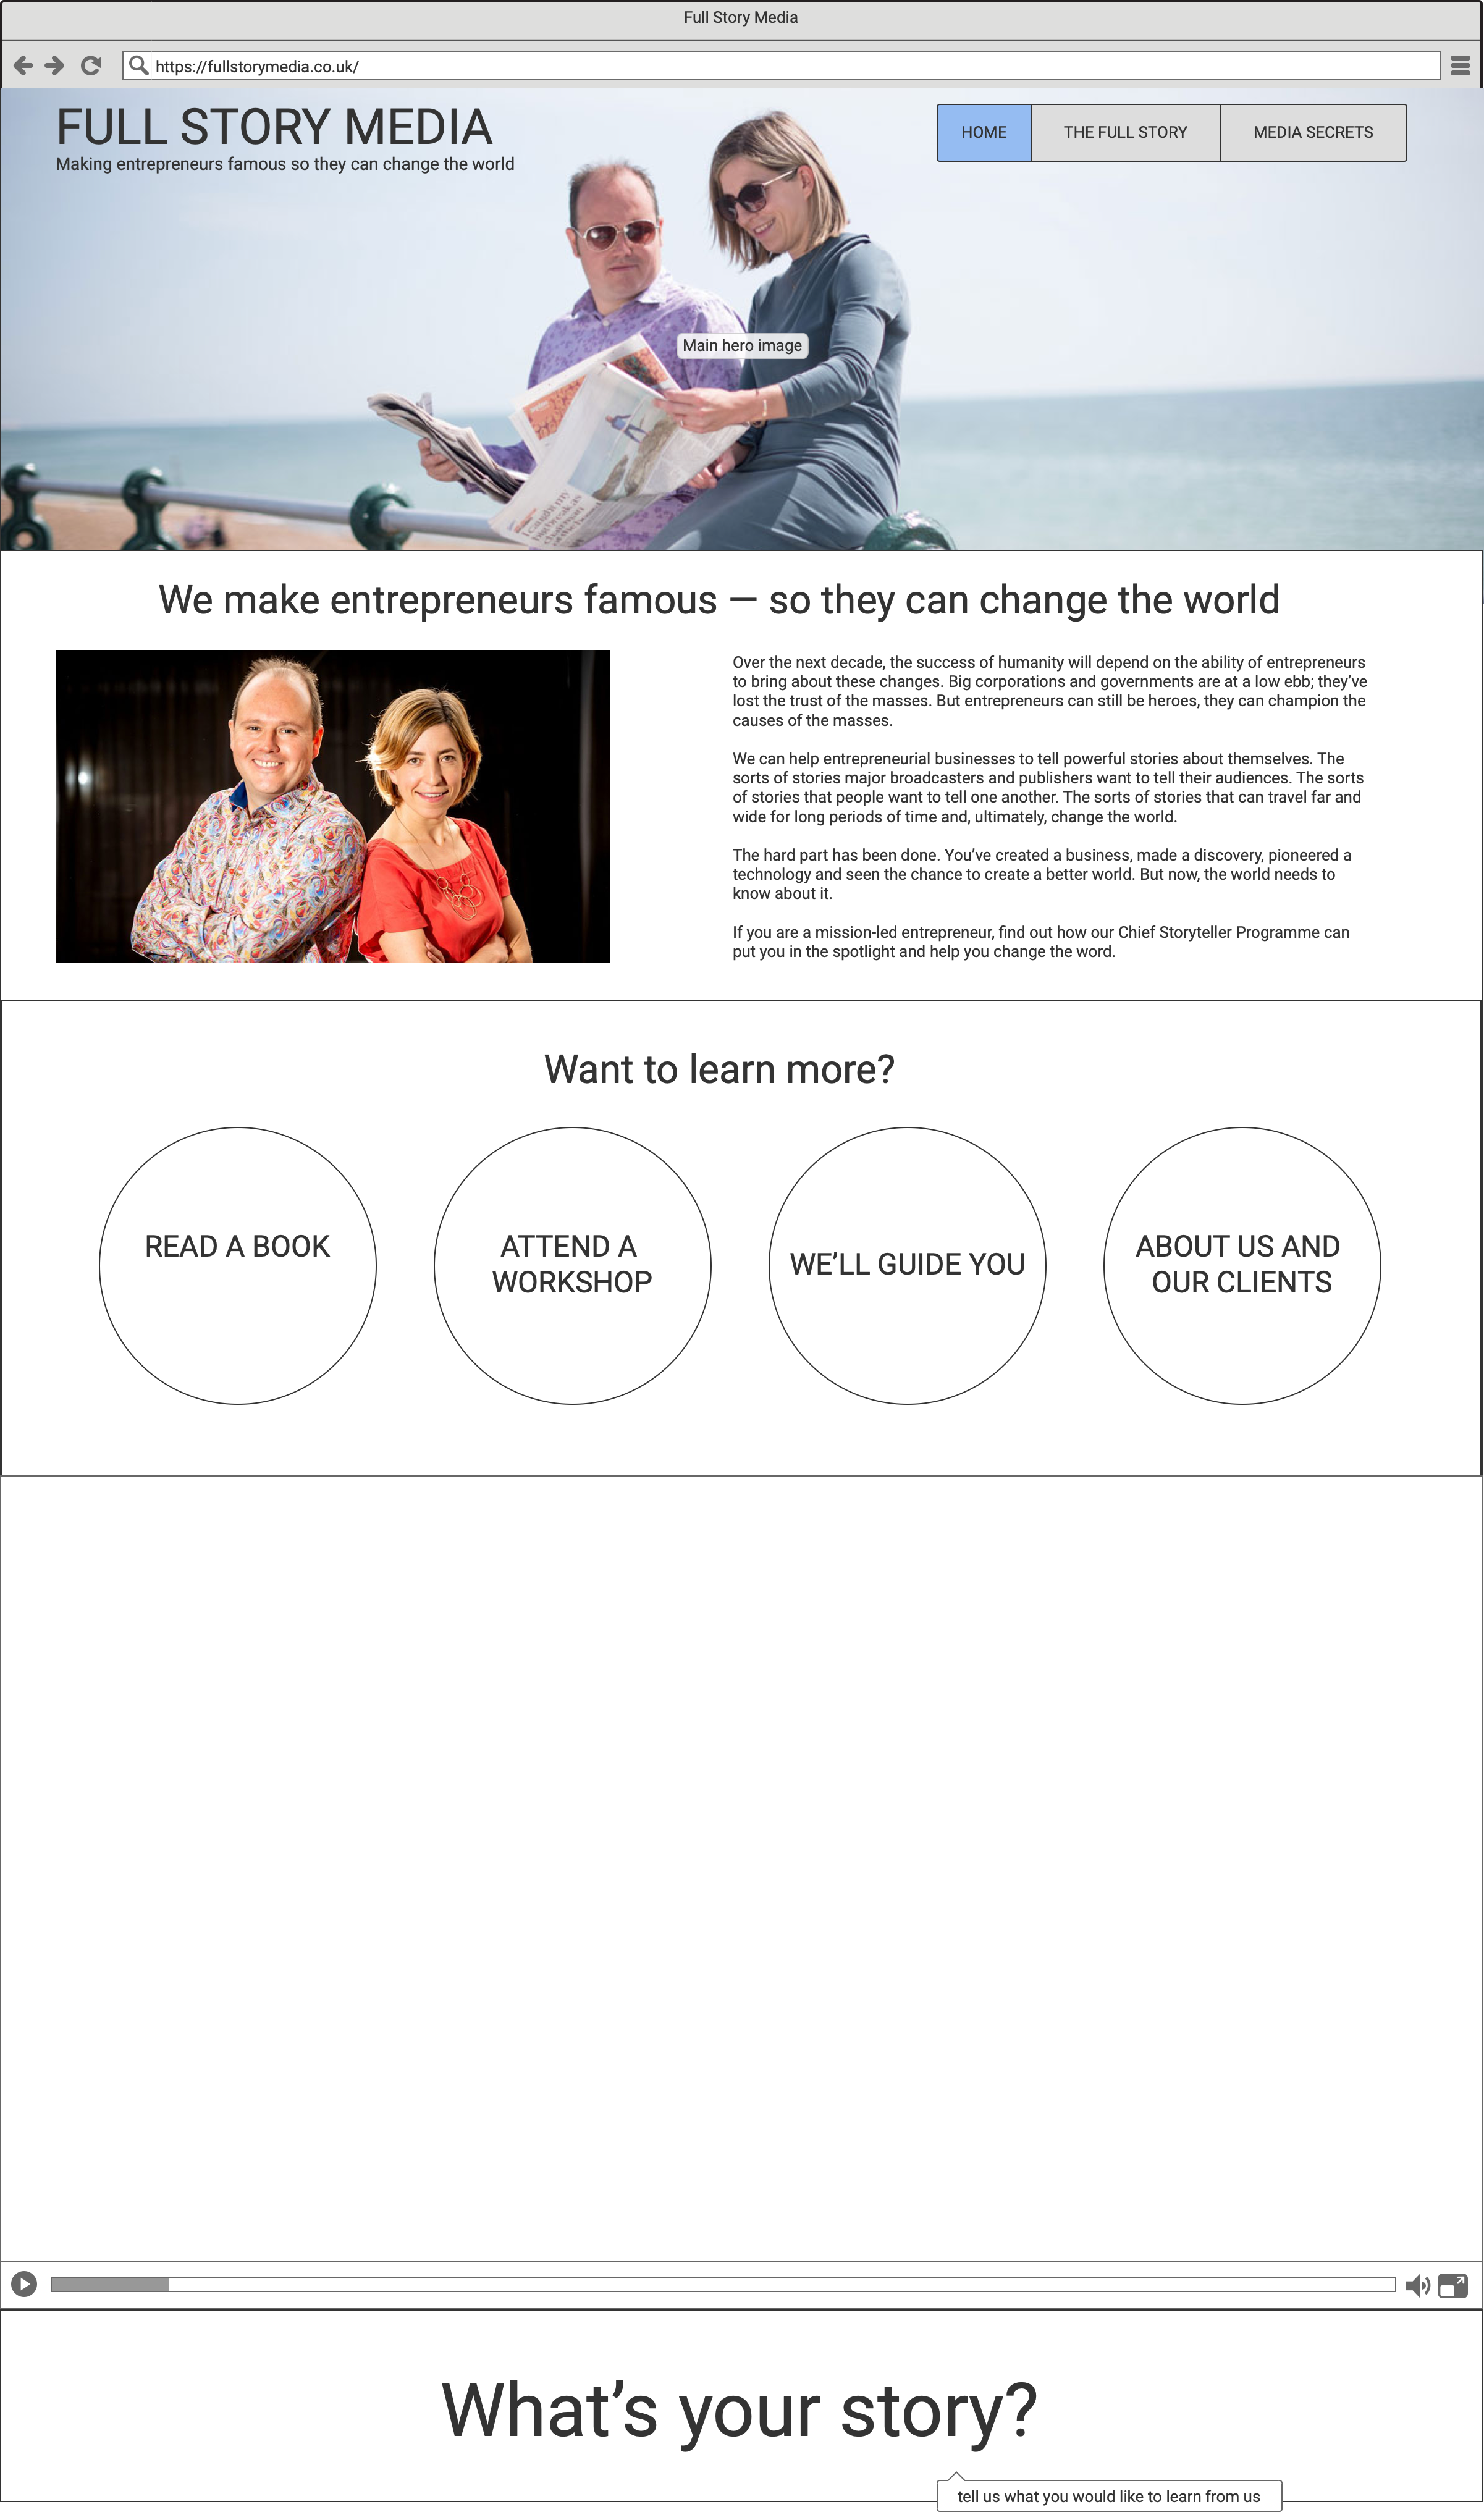 Full Story Media
https://fullstorymedia.co.uk/
FULL STORY MEDIA
Making entrepreneurs famous so they can change the world
HOME
THE FULL STORY
MEDIA SECRETS
Main hero image
We make entrepreneurs famous — so they can change the world
Over the next decade, the success of humanity will depend on the ability of entrepreneurs
to bring about these changes. Big corporations and governments are at a low ebb; they’ve
lost the trust of the masses. But entrepreneurs can still be heroes, they can champion the
causes of the masses.
We can help entrepreneurial businesses to tell powerful stories about themselves. The
sorts of stories major broadcasters and publishers want to tell their audiences. The sorts
of stories that people want to tell one another. The sorts of stories that can travel far and
wide for long periods of time and, ultimately, change the world.
The hard part has been done. You’ve created a business, made a discovery, pioneered a
technology and seen the chance to create a better world. But now, the world needs to
know about it.
If you are a mission-led entrepreneur, find out how our Chief Storyteller Programme can
put you in the spotlight and help you change the word.
Want to learn more?
READ A BOOK
ATTEND A
WORKSHOP
WE’LL GUIDE YOU
ABOUT US AND
OUR CLIENTS
What’s your story?
tell us what you would like to learn from us